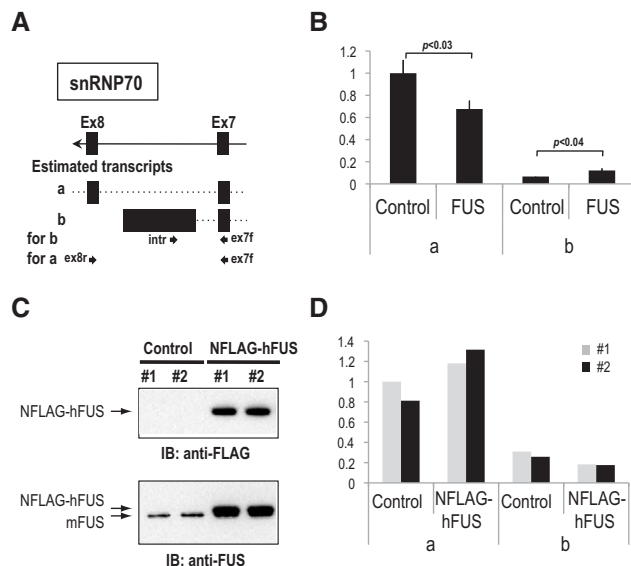 A
snRNP70
Ex8 Ex7
Estimated transcripts
a
b
for b intr ex7f
for a ex8r ex7f
B
1.2
1
0.8
0.6
0.4
0.2
0
p<0.03
p<0.04
Control FUS Control FUS
a b
C
Control NFLAG-hFUS
#1 #2 #1 #2
NFLAG-hFUS
IB: anti-FLAG
NFLAG-hFUS
mFUS
IB: anti-FUS
D
1.4
1.2
1
0.8
0.6
0.4
0.2
0
#1
#2
Control NFLAG-hFUS Control NFLAG-hFUS
a b